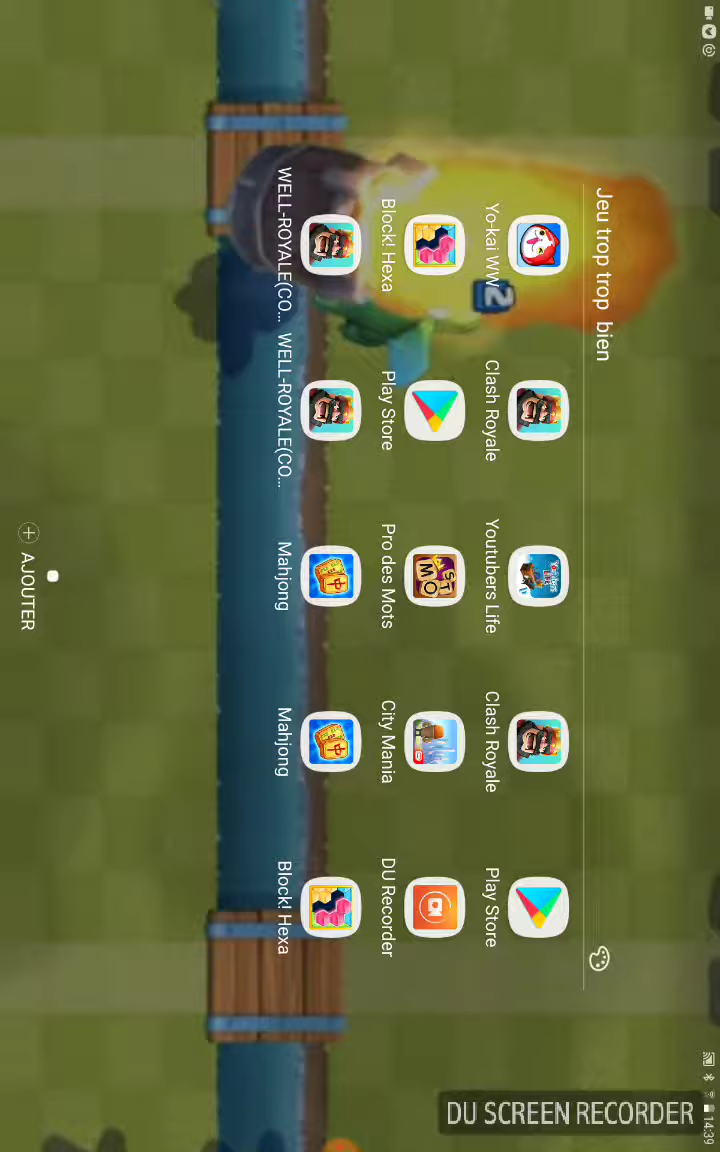 14:39
Jeu trop trop bien
Yo-kai WW
Clash Royale
Youtubers Life
Clash Royale
Play Store
2
Block! Hexa
Play Store
Pro des Mots
City Mania
DU Recorder
WELL-ROYALE(CO...
WELL-ROYALE(CO...
Mahjong
Mahjong
Block! Hexa
AJOUTER
DU SCREEN RECORDER